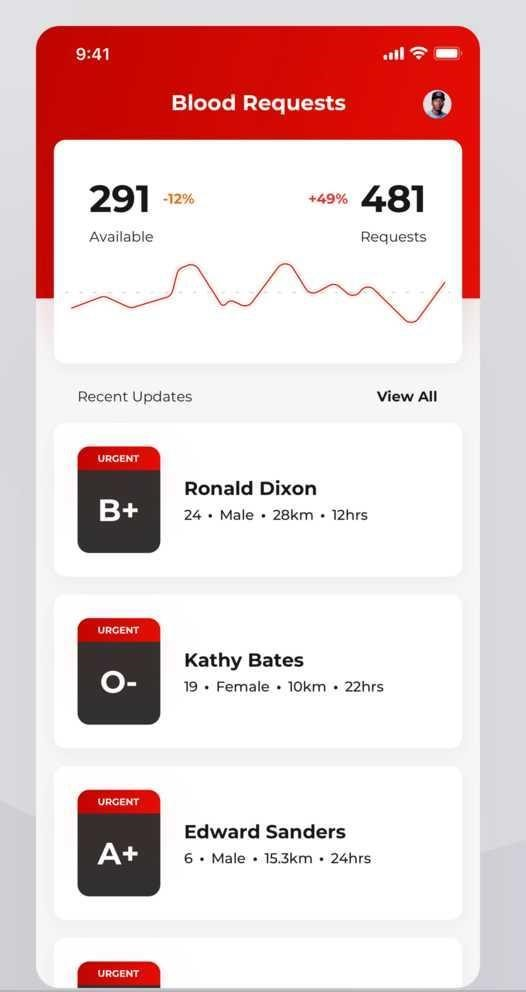 9:41
Blood Requests
291 -12% +49% 481
Available Requests
Recent Updates View All
URGENT
B+
Ronald Dixon
24 • Male • 28km • 12hrs
URGENT
O-
Kathy Bates
19 • Female • 10km • 22hrs
URGENT
A+
Edward Sanders
6 • Male • 15.3km • 24hrs
URGENT